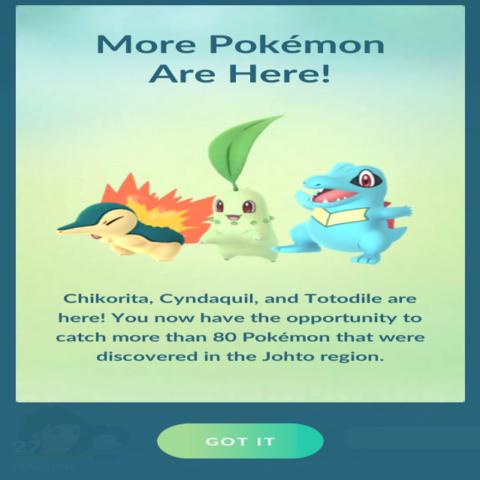 More Pokémon
Are Here!
Chikorita, Cyndaquil, and Totodile are
here! You now have the opportunity to
catch more than 80 Pokémon that were
discovered in the Johto region.
27
GOT IT